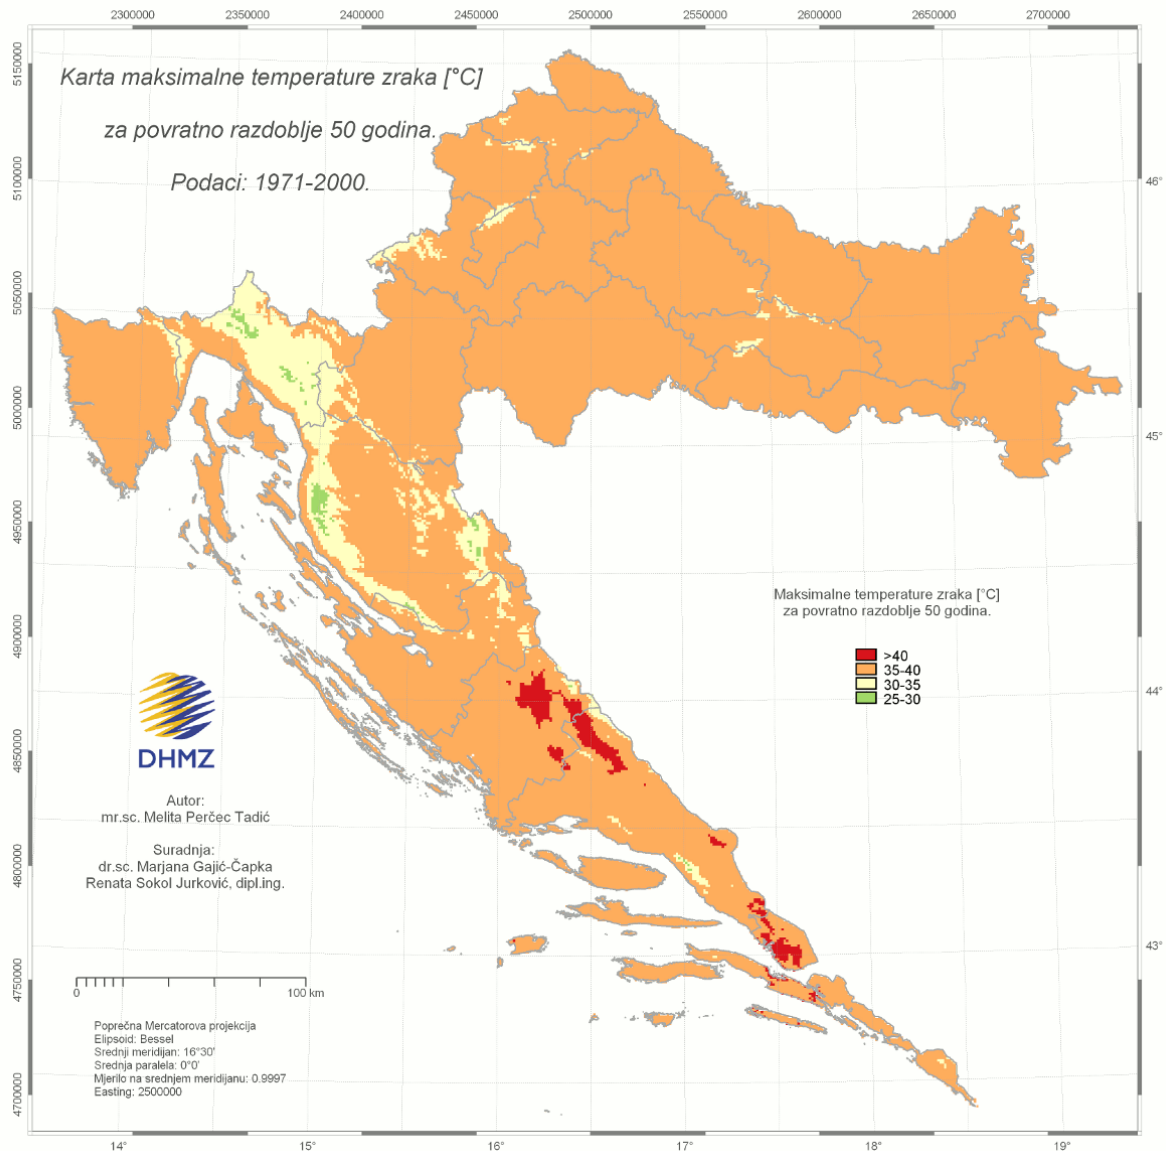 2300000 2350000 2400000 2450000 2500000 2550000 2600000 2650000 2700000
Karta maksimalne temperature zraka [°C]
za povratno razdoblje 50 godina.
Podaci: 1971-2000.
5150000
5100000
5050000
5000000
4950000
4900000
4850000
4800000
4750000
4700000
46°
45°
44°
43°
Maksimalne temperature zraka [°C]
za povratno razdoblje 50 godina.
>40
35-40
30-35
25-30
DHMZ
Autor:
mr.sc. Melita Perčec Tadić
Suradnja:
dr.sc. Marjana Gajić-Čapka
Renata Sokol Jurković, dipl.ing.
0 100 km
Poprečna Mercatorova projekcija
Elipsoid: Bessel
Srednji meridijan: 16°30'
Srednja paralela: 0°0'
Mjerilo na srednjem meridijanu: 0.9997
Easting: 2500000
14° 15° 16° 17° 18° 19°